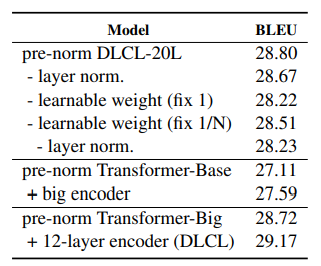 Model BLEU
pre-norm DLCL-20L 28.80
- layer norm. 28.67
- learnable weight (fix 1) 28.22
- learnable weight (fix 1/N) 28.51
- layer norm. 28.23
pre-norm Transformer-Base 27.11
+ big encoder 27.59
pre-norm Transformer-Big 28.72
+ 12-layer encoder (DLCL) 29.17